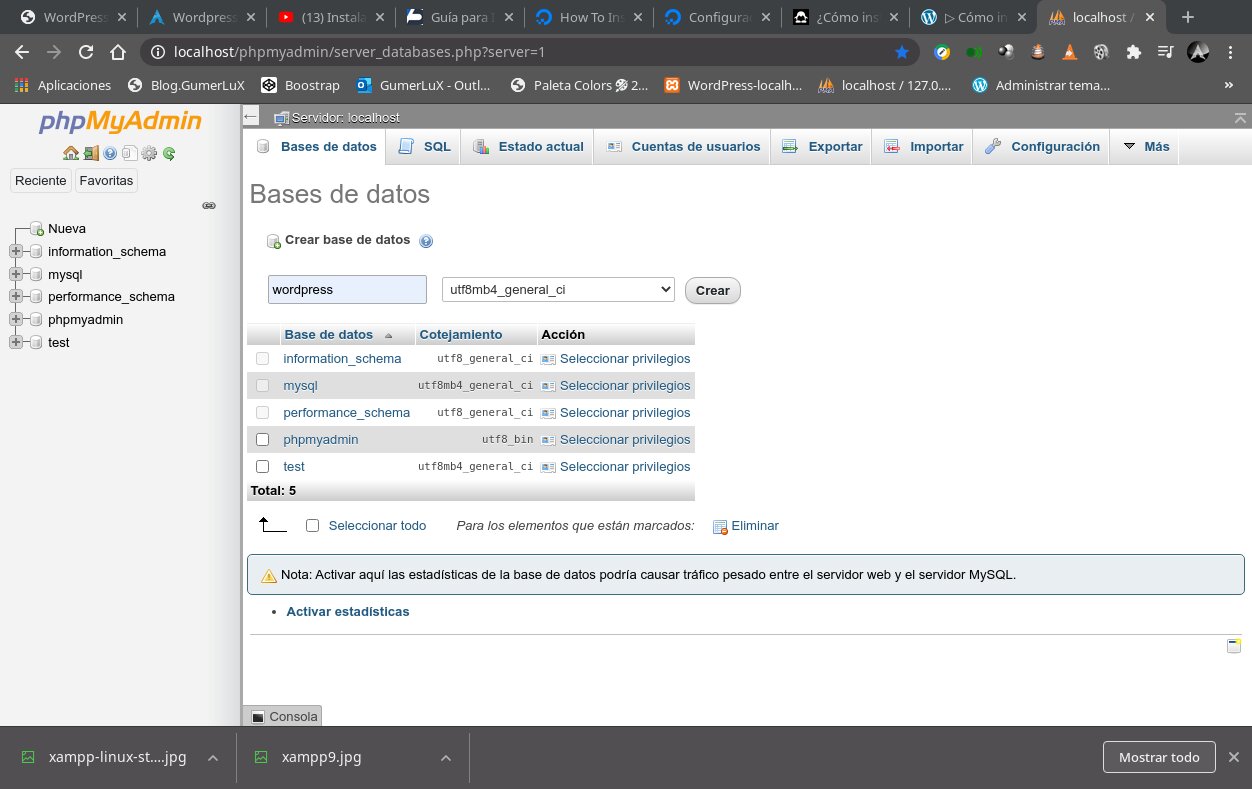 WordPress
Wordpress
(13) Instala
Guía para I
How To Ins
Configurac
¿Cómo ins
▷ Cómo in
localhost /
localhost/phpmyadmin/server_databases.php?server=1
Aplicaciones
Blog.GumerLuX
Boostrap
GumerLuX - Outl...
Paleta Colors 2...
WordPress-localh...
localhost / 127.0....
Administrar tema...
»
phpMyAdmin
Reciente
Favoritas
Nueva
information_schema
mysql
performance_schema
phpmyadmin
test
Servidor: localhost
Bases de datos
SQL
Estado actual
Cuentas de usuarios
Exportar
Importar
Configuración
Más
Bases de datos
Crear base de datos
wordpress
utf8mb4_general_ci
Crear
Base de datos Cotejamiento Acción
information_schema utf8_general_ci Seleccionar privilegios
mysql utf8mb4_general_ci Seleccionar privilegios
performance_schema utf8_general_ci Seleccionar privilegios
phpmyadmin utf8_bin Seleccionar privilegios
test utf8mb4_general_ci Seleccionar privilegios
Total: 5
Seleccionar todo Para los elementos que están marcados: Eliminar
Nota: Activar aquí las estadísticas de la base de datos podría causar tráfico pesado entre el servidor web y el servidor MySQL.
• Activar estadísticas
Consola
xampp-linux-st....jpg
xampp9.jpg
Mostrar todo